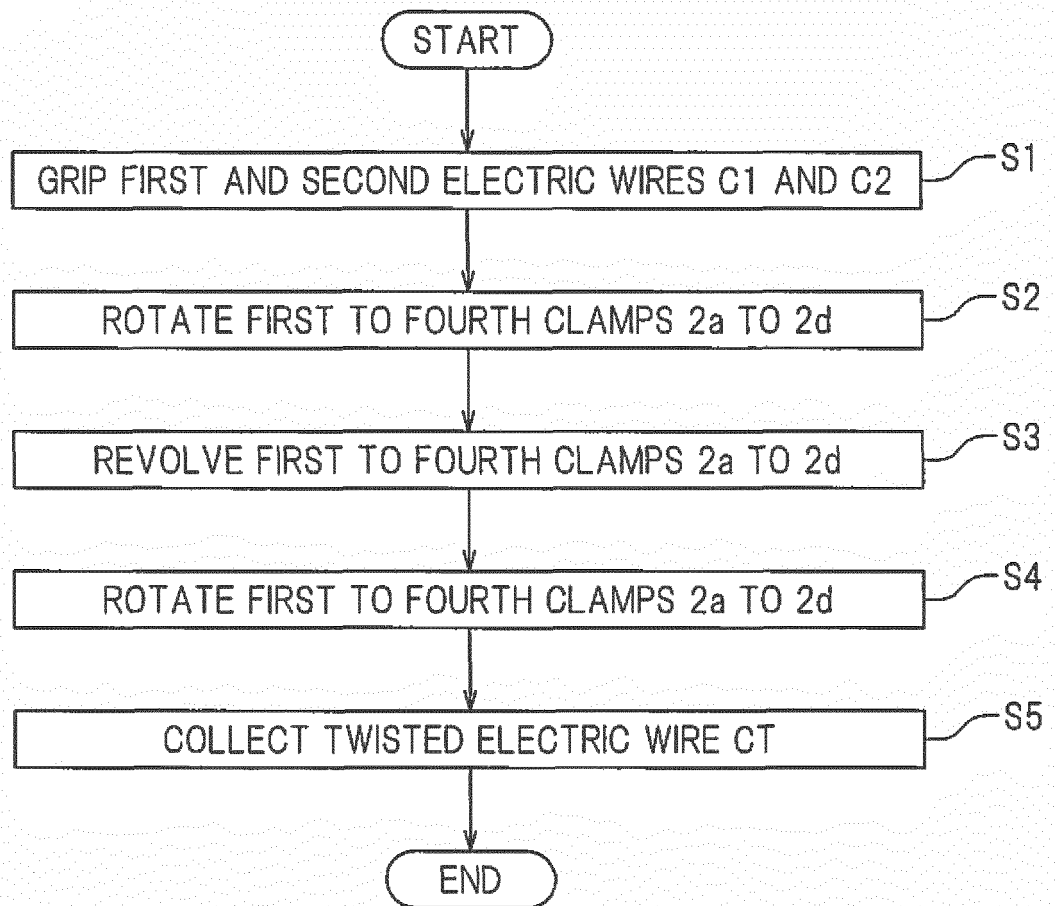 START
GRIP FIRST AND SECOND ELECTRIC WIRES C1 AND C2
S1
ROTATE FIRST TO FOURTH CLAMPS 2a TO 2d
S2
REVOLVE FIRST TO FOURTH CLAMPS 2a TO 2d
S3
ROTATE FIRST TO FOURTH CLAMPS 2a TO 2d
S4
COLLECT TWISTED ELECTRIC WIRE CT
S5
END